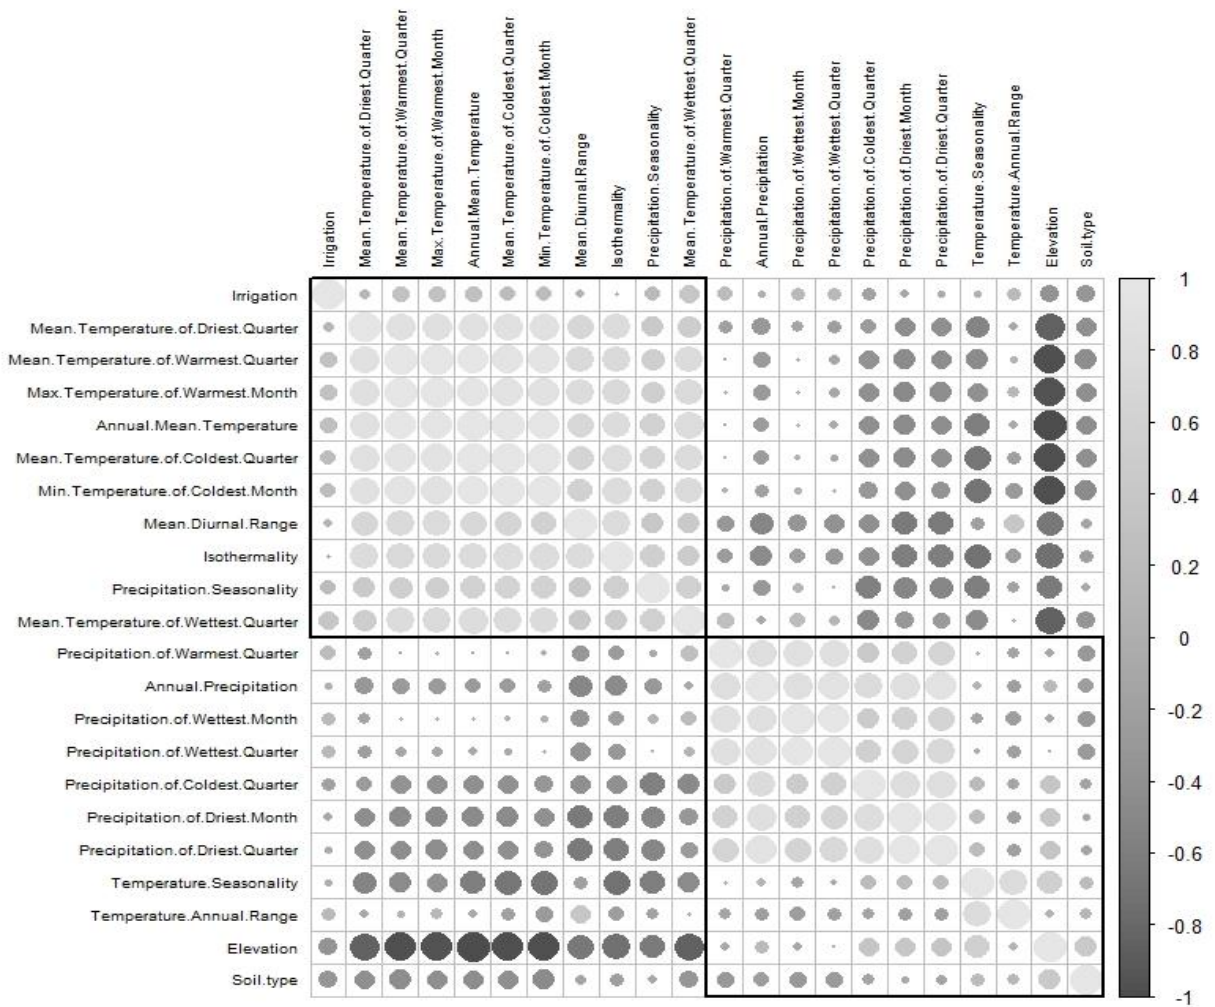 Irrigation
Mean.Temperature.of.Driest.Quarter
Mean.Temperature.of.Warmest.Quarter
Max.Temperature.of.Warmest.Month
Annual.Mean.Temperature
Mean.Temperature.of.Coldest.Quarter
Min.Temperature.of.Coldest.Month
Mean.Diurnal.Range
Isothermality
Precipitation.Seasonality
Mean.Temperature.of.Wettest.Quarter
Precipitation.of.Warmest.Quarter
Annual.Precipitation
Precipitation.of.Wettest.Month
Precipitation.of.Wettest.Quarter
Precipitation.of.Coldest.Quarter
Precipitation.of.Driest.Month
Precipitation.of.Driest.Quarter
Temperature.Seasonality
Temperature.Annual.Range
Elevation
Soil.type
Irrigation
Mean.Temperature.of.Driest.Quarter
Mean.Temperature.of.Warmest.Quarter
Max.Temperature.of.Warmest.Month
Annual.Mean.Temperature
Mean.Temperature.of.Coldest.Quarter
Min.Temperature.of.Coldest.Month
Mean.Diurnal.Range
Isothermality
Precipitation.Seasonality
Mean.Temperature.of.Wettest.Quarter
Precipitation.of.Warmest.Quarter
Annual.Precipitation
Precipitation.of.Wettest.Month
Precipitation.of.Wettest.Quarter
Precipitation.of.Coldest.Quarter
Precipitation.of.Driest.Month
Precipitation.of.Driest.Quarter
Temperature.Seasonality
Temperature.Annual.Range
Elevation
Soil.type
1
0.8
0.6
0.4
0.2
0
-0.2
-0.4
-0.6
-0.8
-1